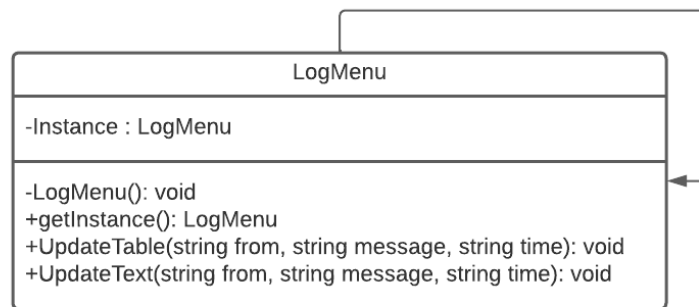 LogMenu
-Instance : LogMenu
-LogMenu(): void
+getInstance(): LogMenu
+UpdateTable(string from, string message, string time): void
+UpdateText(string from, string message, string time): void